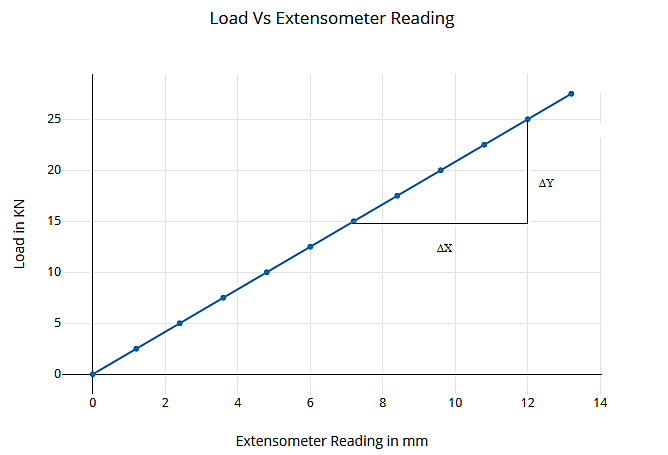 Load Vs Extensometer Reading
25
20
15
10
5
0
Load in KN
ΔY
ΔX
0 2 4 6 8 10 12 14
Extensometer Reading in mm